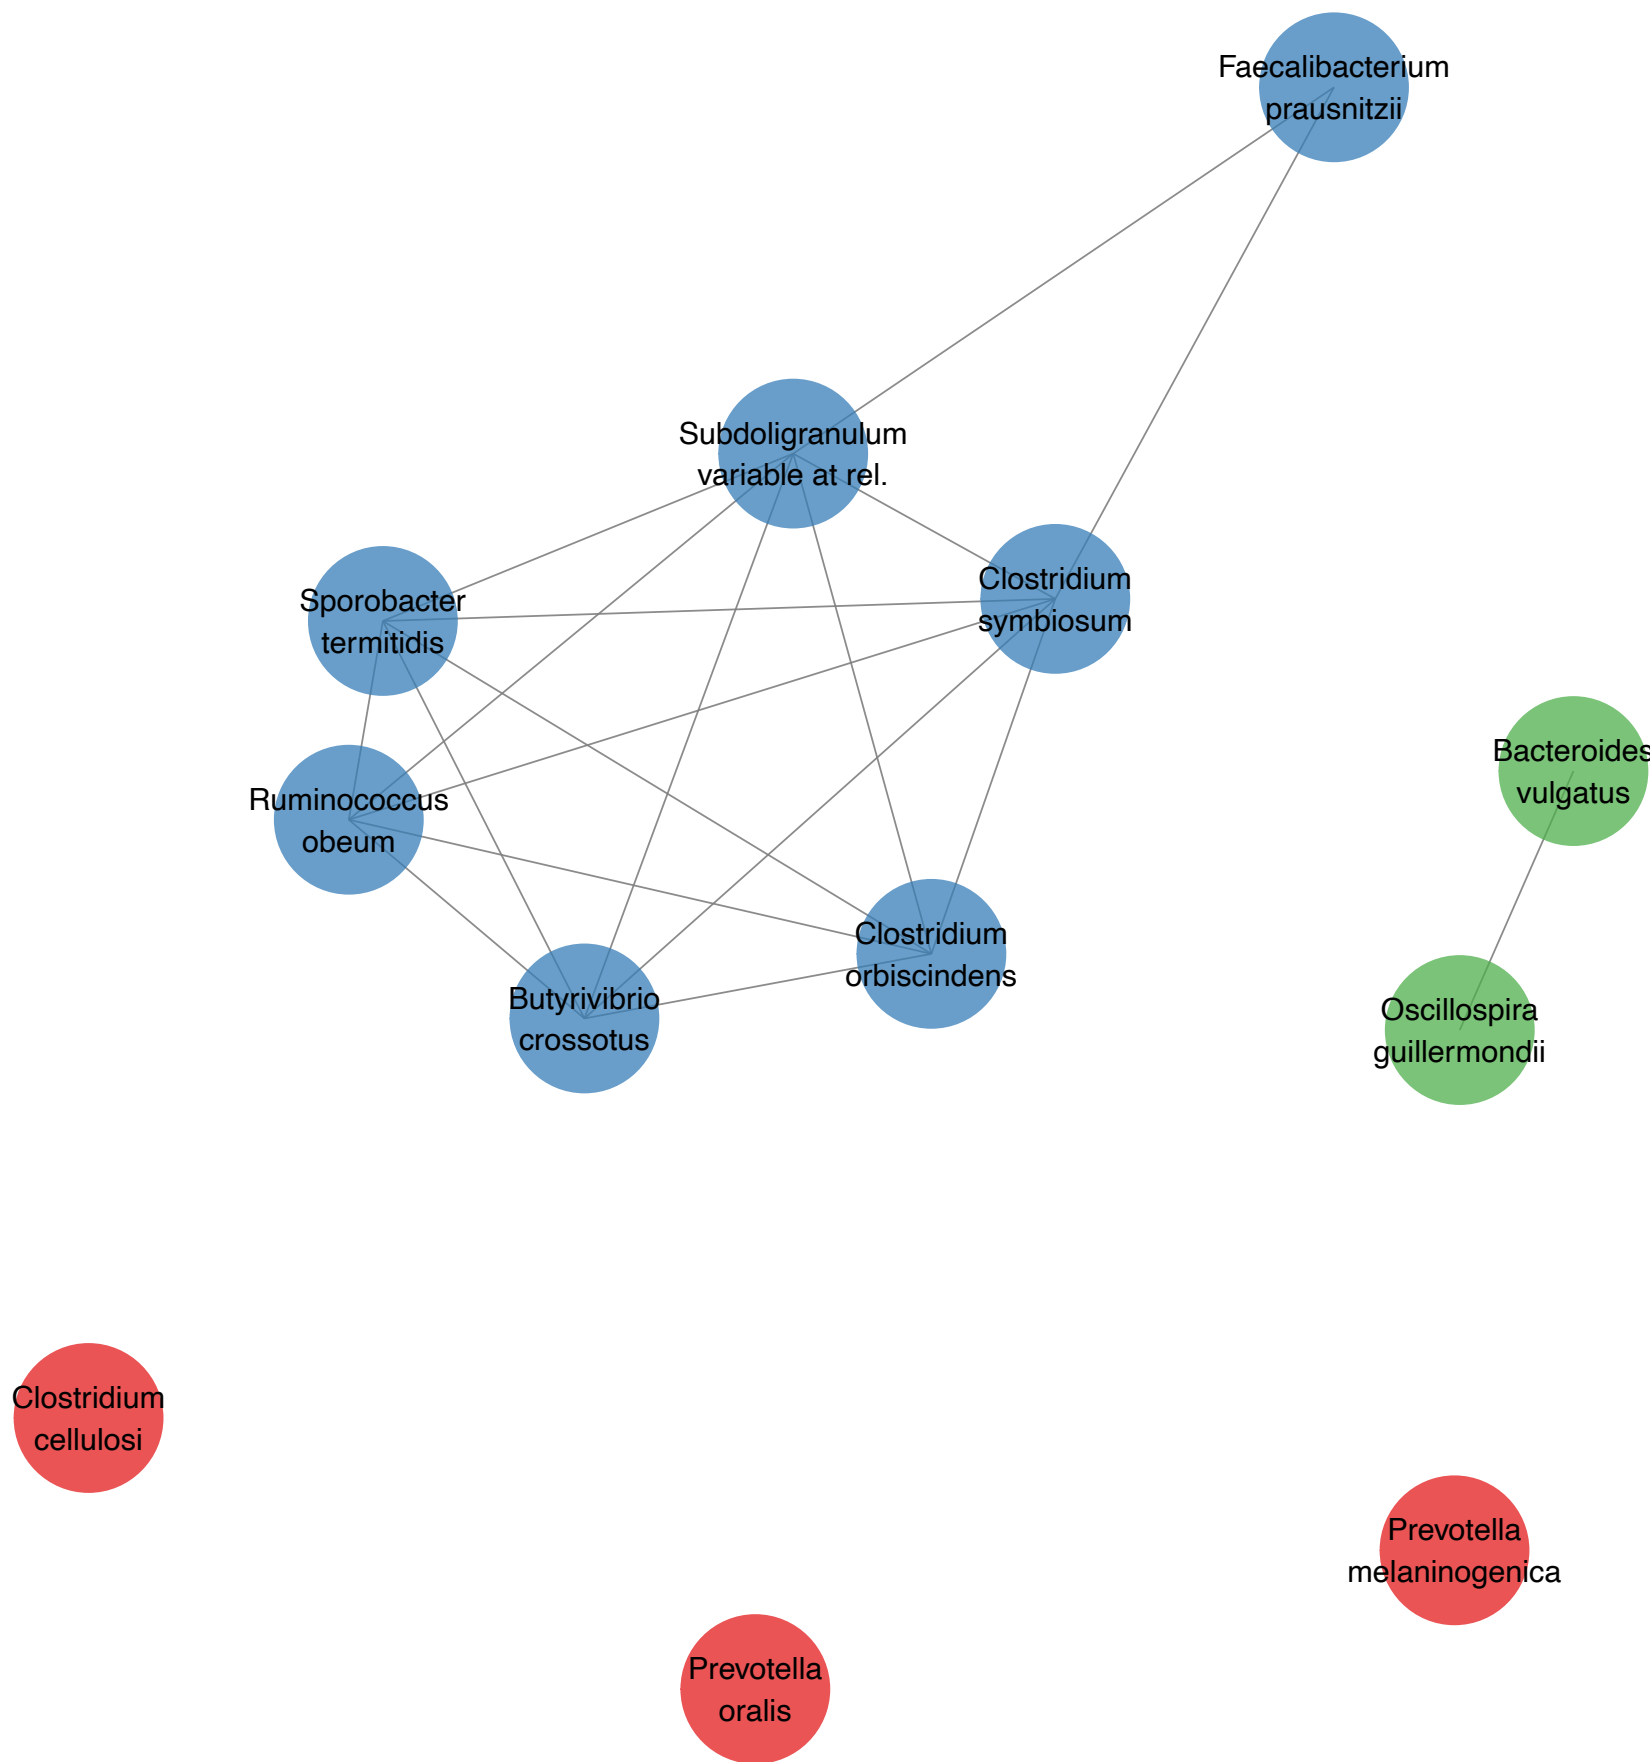 Faecalibacterium
prausnitzii
Subdoligranulum
variable at rel.
Clostridium
symbiosum
Sporobacter
termitidis
Bacteroides
vulgatus
Ruminococcus
obeum
Clostridium
orbiscindens
Butyrivibrio
crossotus
Oscillospira
guillermondii
Clostridium
cellulosi
Prevotella
melaninogenica
Prevotella
oralis